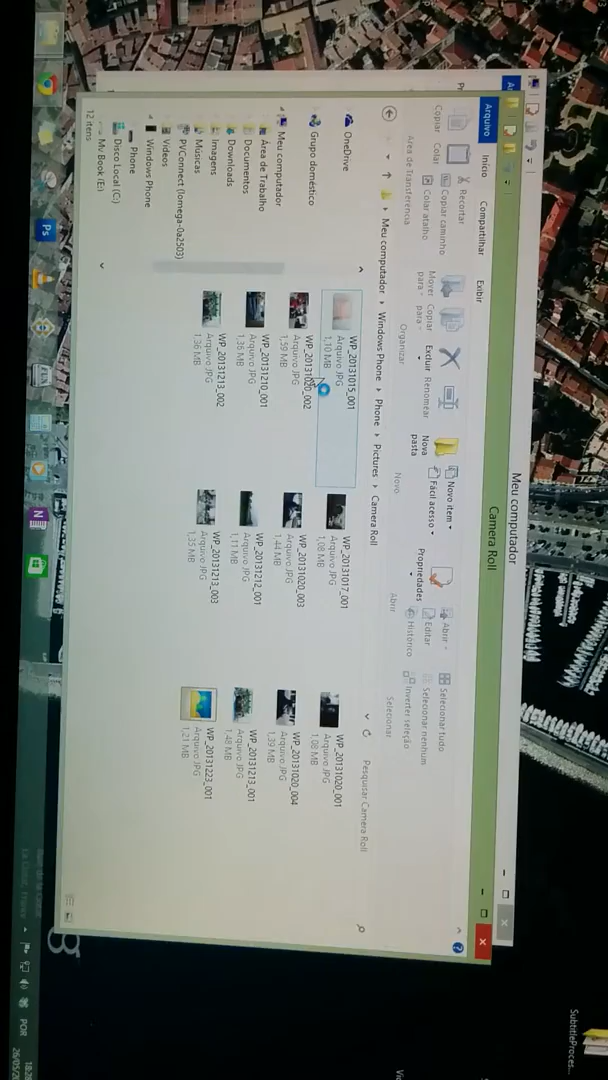 Meu computador
Camera Roll
Arquivo
Início
Compartilhar
Exibir
Copiar
Colar
Recortar
Copiar caminho
Colar atalho
Área de Transferência
Mover para
Copiar para
Excluir
Renomear
Organizar
Nova pasta
Novo item
Fácil acesso
Novo
Propriedades
Abrir
Editar
Histórico
Abrir
Selecionar tudo
Selecionar nenhum
Inverter seleção
Selecionar
Meu computador Windows Phone Phone Pictures Camera Roll
Pesquisar Camera Roll
OneDrive
Grupo doméstico
Meu computador
Área de Trabalho
Documentos
Downloads
Imagens
Músicas
PVConnect (lomega-0a2503)
Vídeos
Windows Phone
Phone
Disco Local (C:)
My Book (E:)
12 itens
WP_20131015_001
Arquivo JPG
1,10 MB
WP_20131017_001
Arquivo JPG
1,08 MB
WP_20131020_001
Arquivo JPG
1,08 MB
WP_20131020_002
Arquivo JPG
1,59 MB
WP_20131020_003
Arquivo JPG
1,44 MB
WP_20131020_004
Arquivo JPG
1,39 MB
WP_20131210_001
Arquivo JPG
1,36 MB
WP_20131212_001
Arquivo JPG
1,11 MB
WP_20131213_001
Arquivo JPG
1,48 MB
WP_20131213_002
Arquivo JPG
1,36 MB
WP_20131213_003
Arquivo JPG
1,35 MB
WP_20131223_001
Arquivo JPG
1,21 MB
SubtitleProces...
Ps
N
POR